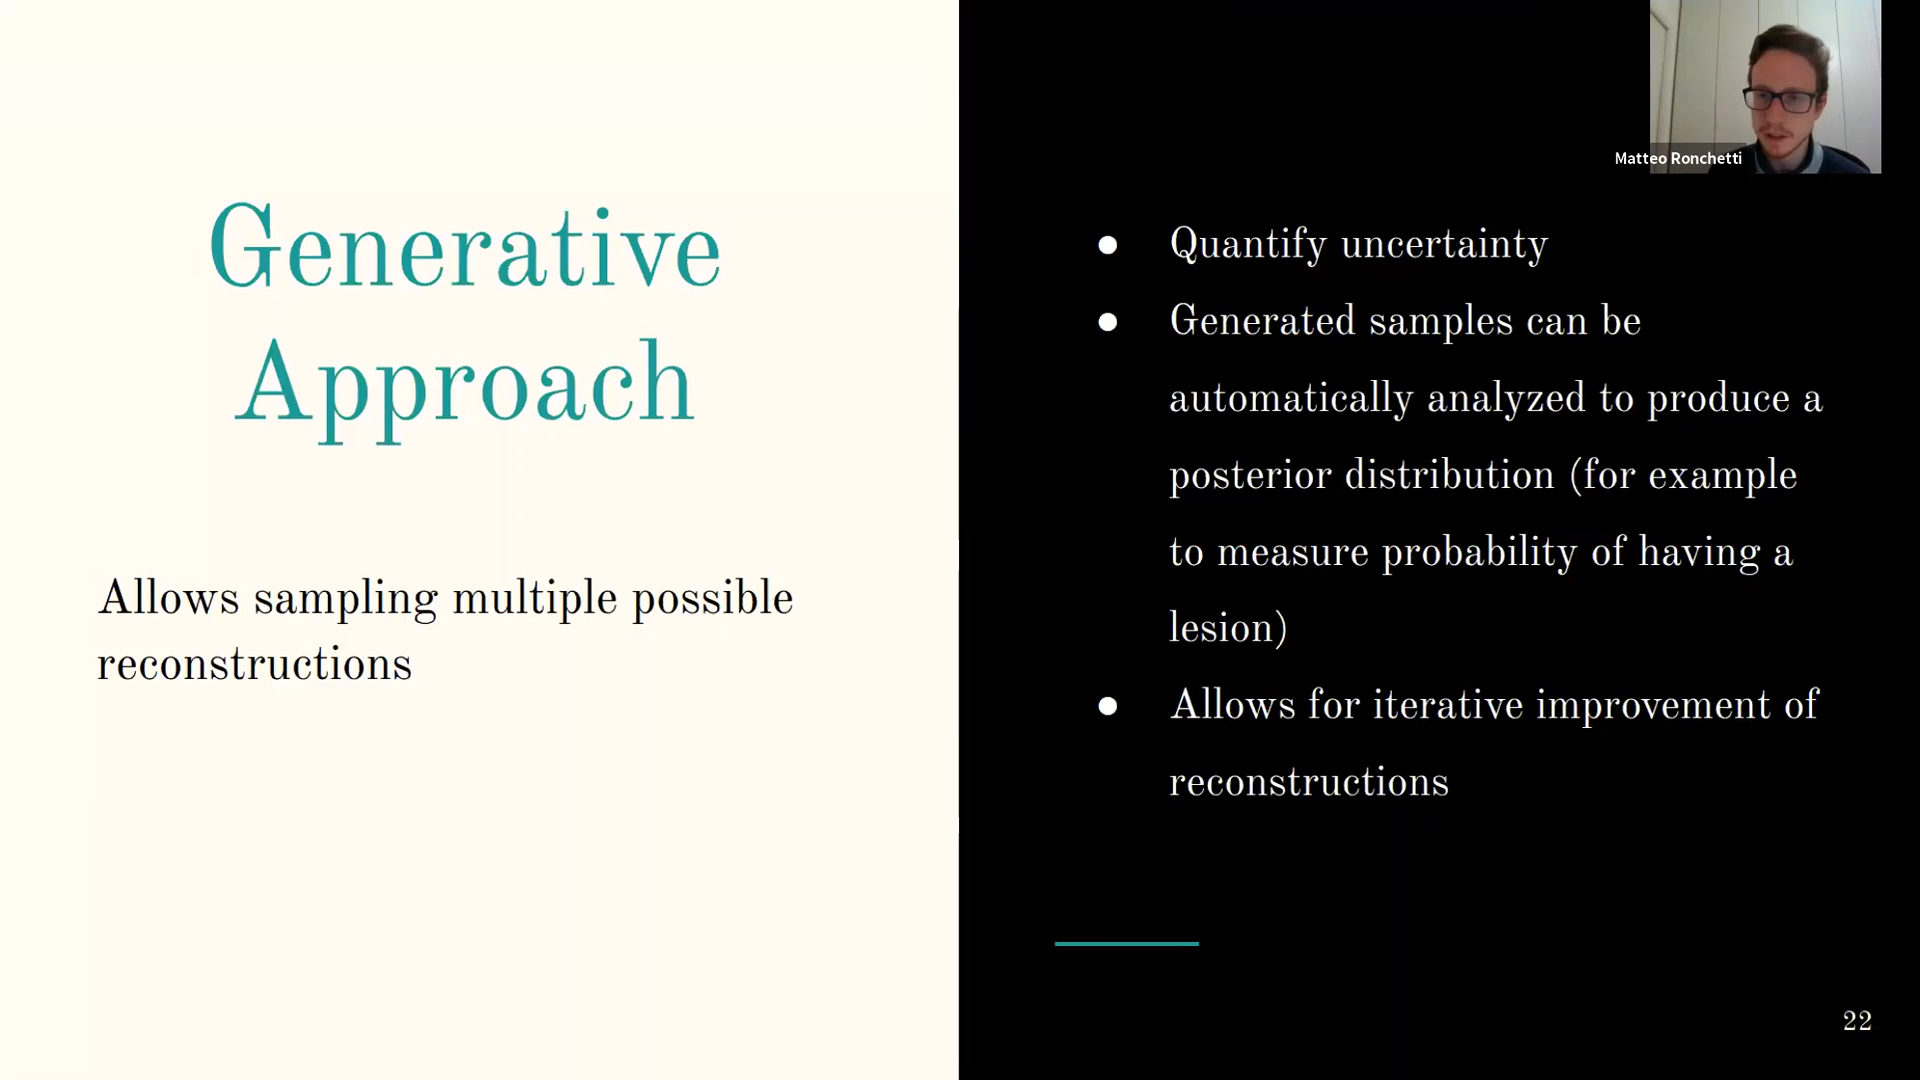 Generative
Approach
Allows sampling multiple possible
reconstructions
Matteo Ronchetti
● Quantify uncertainty
● Generated samples can be
automatically analyzed to produce a
posterior distribution (for example
to measure probability of having a
lesion)
● Allows for iterative improvement of
reconstructions
22